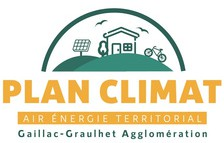 PLAN CLIMAT
AIR ÉNERGIE TERRITORIAL
Gaillac-Graulhet Agglomération